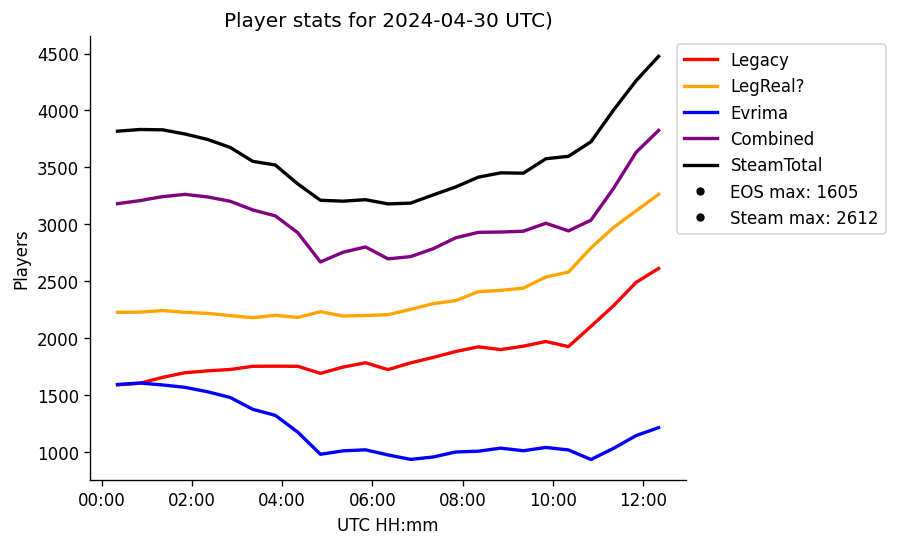 Player stats for 2024-04-30 UTC)
Players
4500
4000
3500
3000
2500
2000
1500
1000
00:00 02:00 04:00 06:00 08:00 10:00 12:00
UTC HH:mm
Legacy
LegReal?
Evrima
Combined
SteamTotal
EOS max: 1605
Steam max: 2612